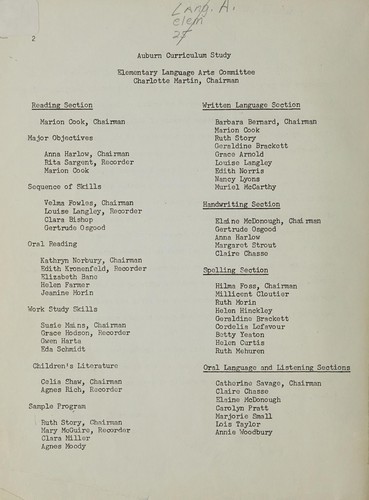 Lang. A.
elem
27
2
Auburn Curriculum Study
Elementary Language Arts Committee
Charlotte Martin, Chairman
Reading Section
Marion Cook, Chairman
Major Objectives
Anna Harlow, Chairman
Rita Sargent, Recorder
Marion Cook
Sequence of Skills
Velma Fowles, Chairman
Louise Langley, Recorder
Clara Bishop
Gertrude Osgood
Oral Reading
Kathryn Norbury, Chairman
Edith Kronenfeld, Recorder
Elizabeth Bane
Helen Farmer
Jeanine Morin
Work Study Skills
Susie Mains, Chairman
Grace Hodson, Recorder
Owen Harta
Eda Schmidt
Children's Literature
Celia Shaw, Chairman
Agnes Rich, Recorder
Sample Program
Ruth Story, Chairman
Mary McGuire, Recorder
Clara Miller
Agnes Moody
Written Language Section
Barbara Bernard, Chairman
Marion Cook
Ruth Story
Geraldine Brackett
Grace Arnold
Louise Langley
Edith Norris
Nancy Lyons
Muriel McCarthy
Handwriting Section
Elaine McDonough, Chairman
Gertrude Osgood
Anna Harlow
Margaret Strout
Claire Chasse
Spelling Section
Hilma Foss, Chairman
Millicent Cloutier
Ruth Morin
Helen Hinckley
Geraldine Brackett
Cordelia Lefavour
Betty Yeaton
Helen Curtis
Ruth Mehuren
Oral Language and Listening Sections
Catherine Savage, Chairman
Claire Chasse
Elaine McDonough
Carolyn Pratt
Marjorie Small
Lois Taylor
Annie Woodbury